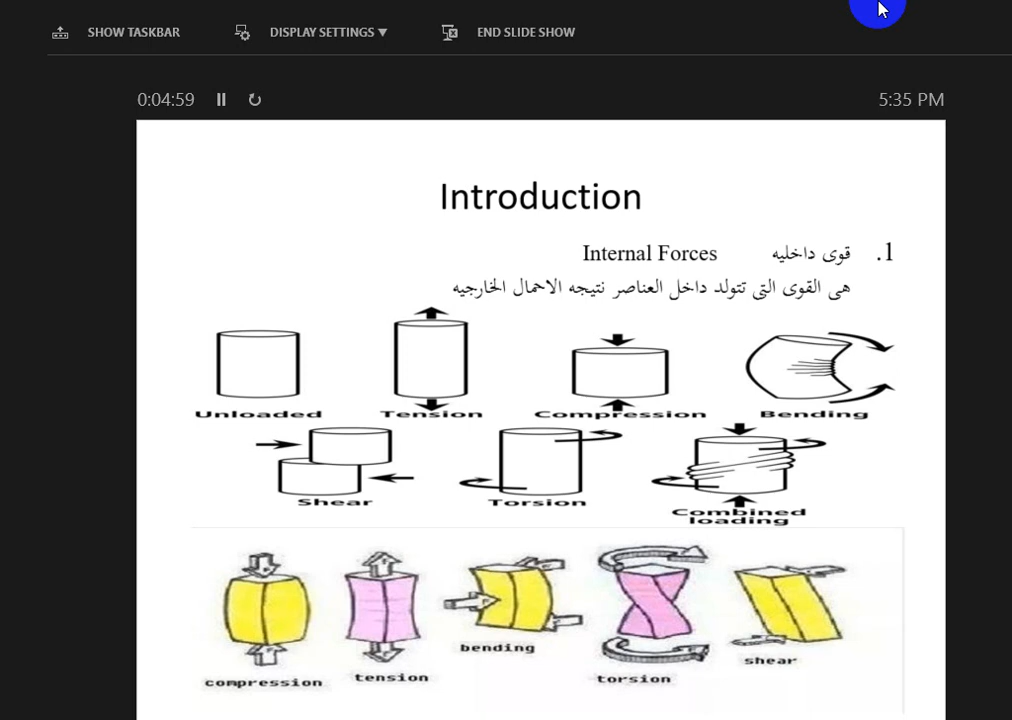 SHOW TASKBAR DISPLAY SETTINGS ▼ END SLIDE SHOW
0:04:59 5:35 PM
Introduction
1. قوى داخليه Internal Forces
هى القوى التى تتولد داخل العناصر نتيجه الاحمال الخارجيه
Unloaded Tension Compression Bending
Shear Torsion Combined
loading
compression tension bending torsion shear